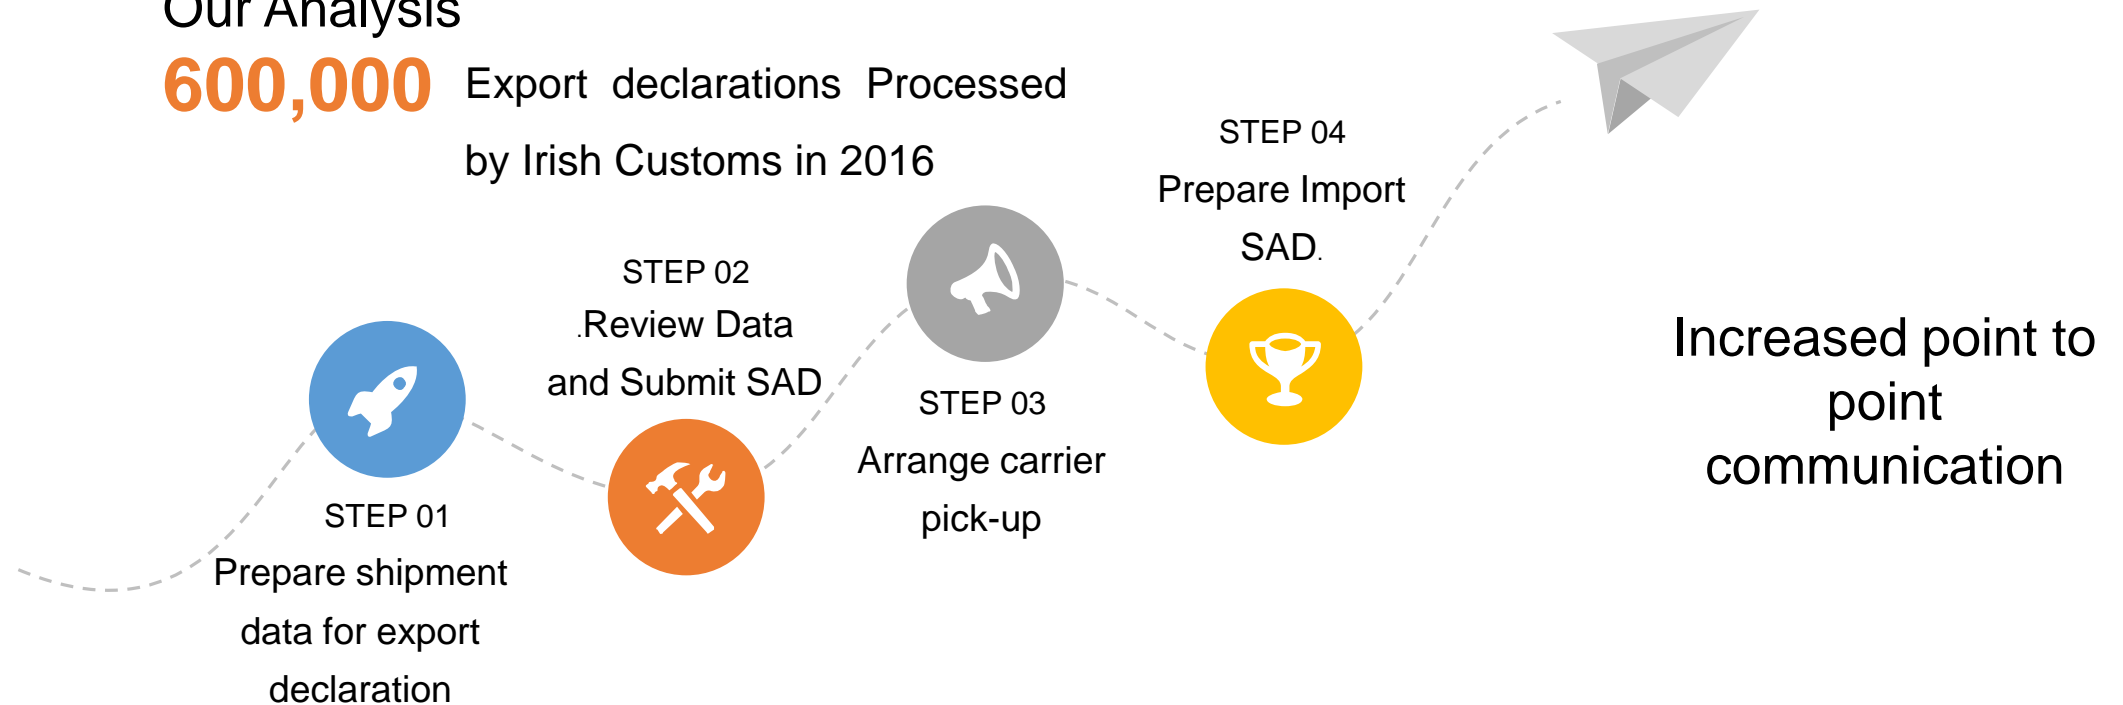 Our Analysis
600,000 Export declarations Processed
by Irish Customs in 2016
STEP 01
Prepare shipment
data for export
declaration
STEP 02
.Review Data
and Submit SAD
STEP 03
Arrange carrier
pick-up
STEP 04
Prepare Import
SAD.
Increased point to
point
communication